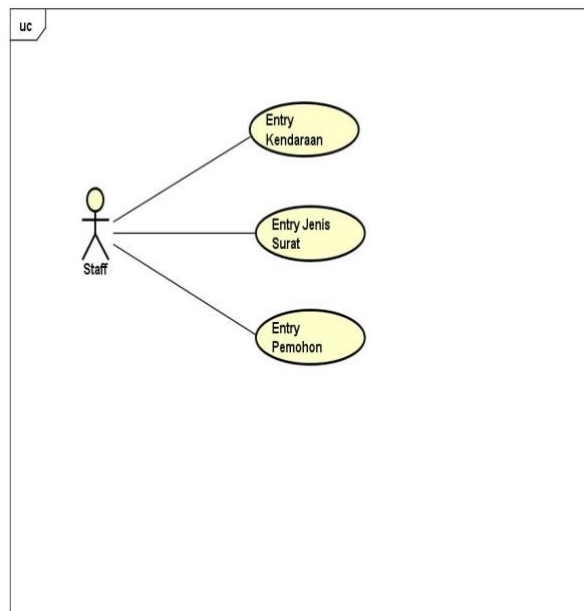 uc
Entry
Kendaraan
Entry Jenis
Surat
Staff
Entry
Pemohon